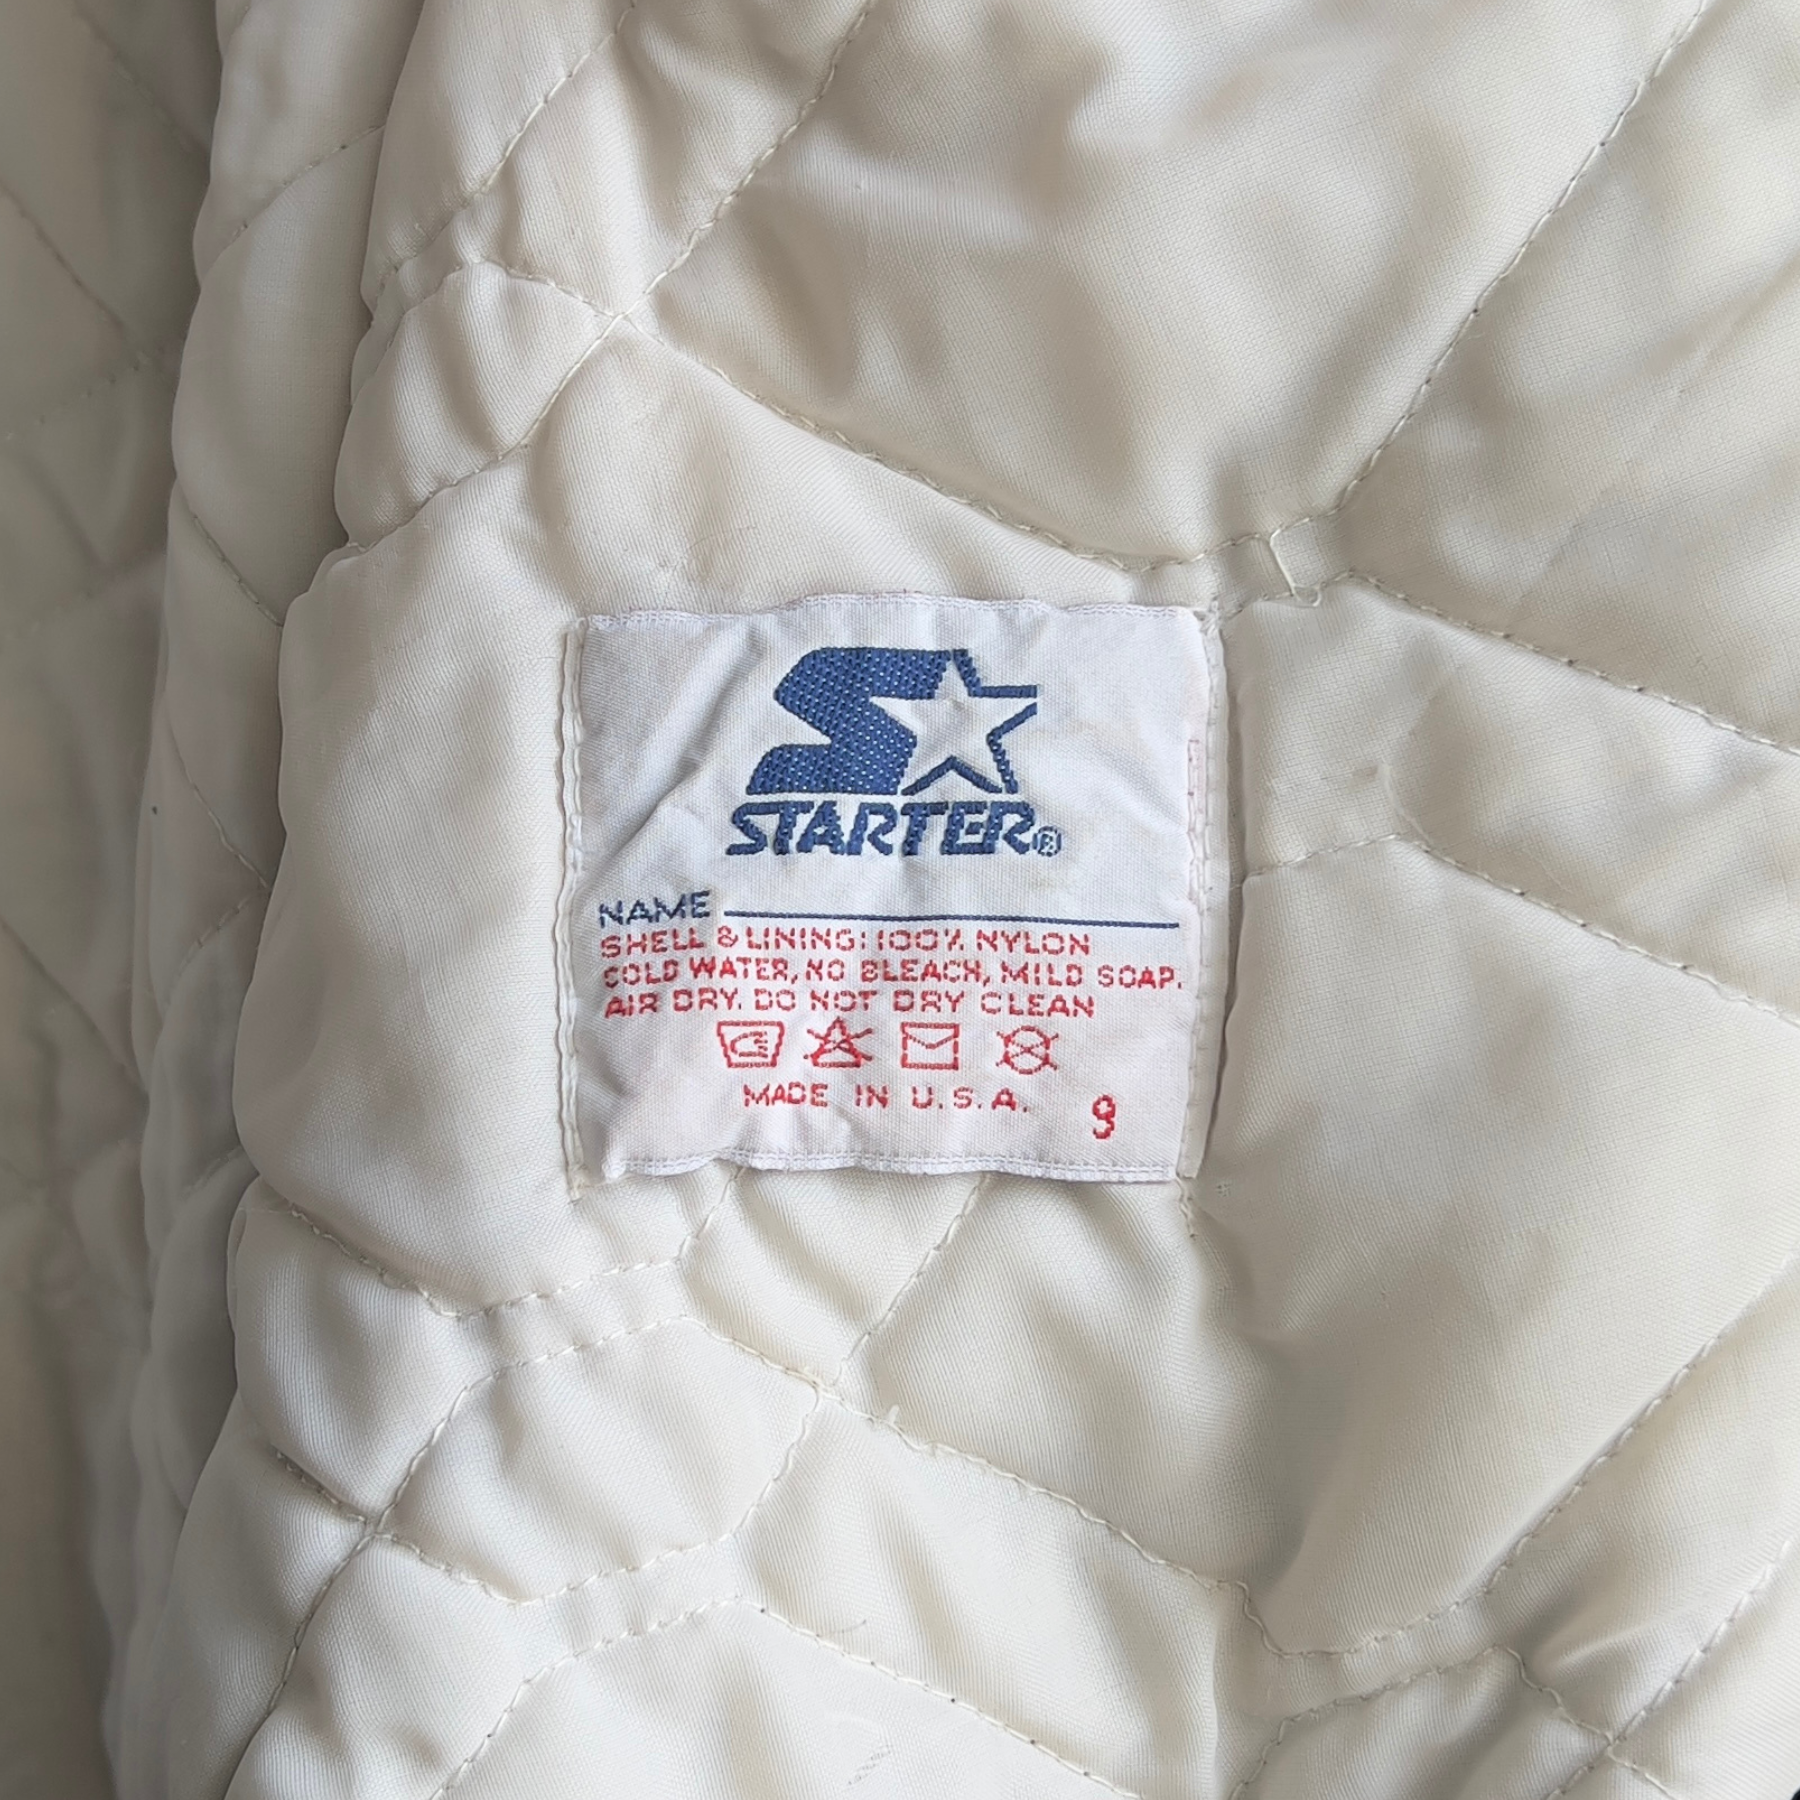 STARTER®
NAME
SHELL & LINING: 100% NYLON
COLD WATER, NO BLEACH, MILD SOAP.
AIR DRY. DO NOT DRY CLEAN
MADE IN U.S.A. 9